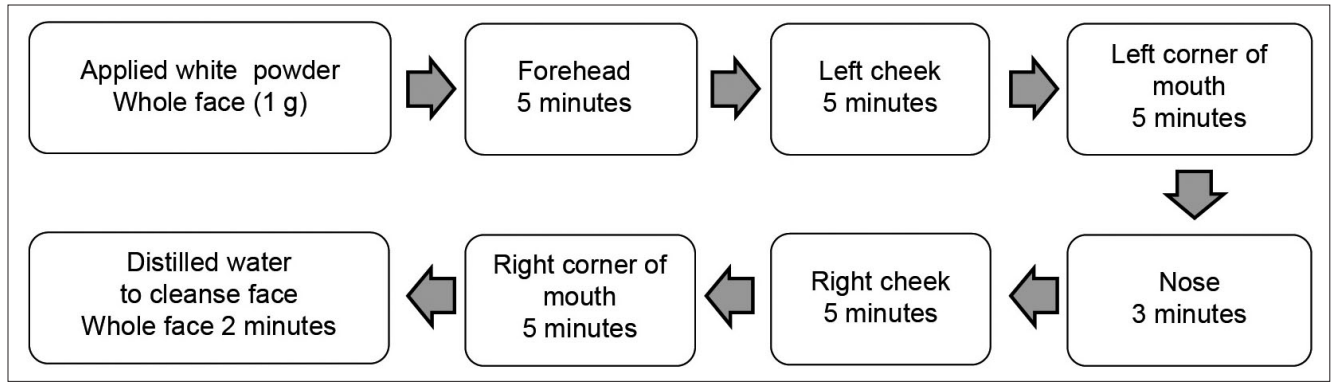 Applied white powder
Whole face (1 g)
Forehead
5 minutes
Left cheek
5 minutes
Left corner of
mouth
5 minutes
Nose
3 minutes
Right cheek
5 minutes
Right corner of
mouth
5 minutes
Distilled water
to cleanse face
Whole face 2 minutes